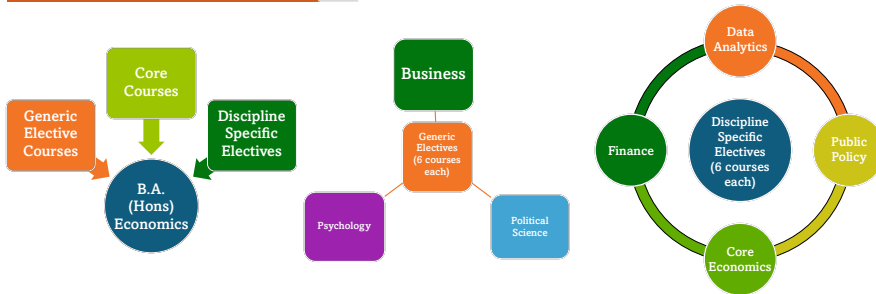 Core
Courses
Generic
Elective
Courses
Discipline
Specific
Electives
B.A.
(Hons)
Economics
Business
Generic
Electives
(6 courses
each)
Psychology
Political
Science
Data
Analytics
Finance
Discipline
Specific
Electives
(6 courses
each)
Public
Policy
Core
Economics